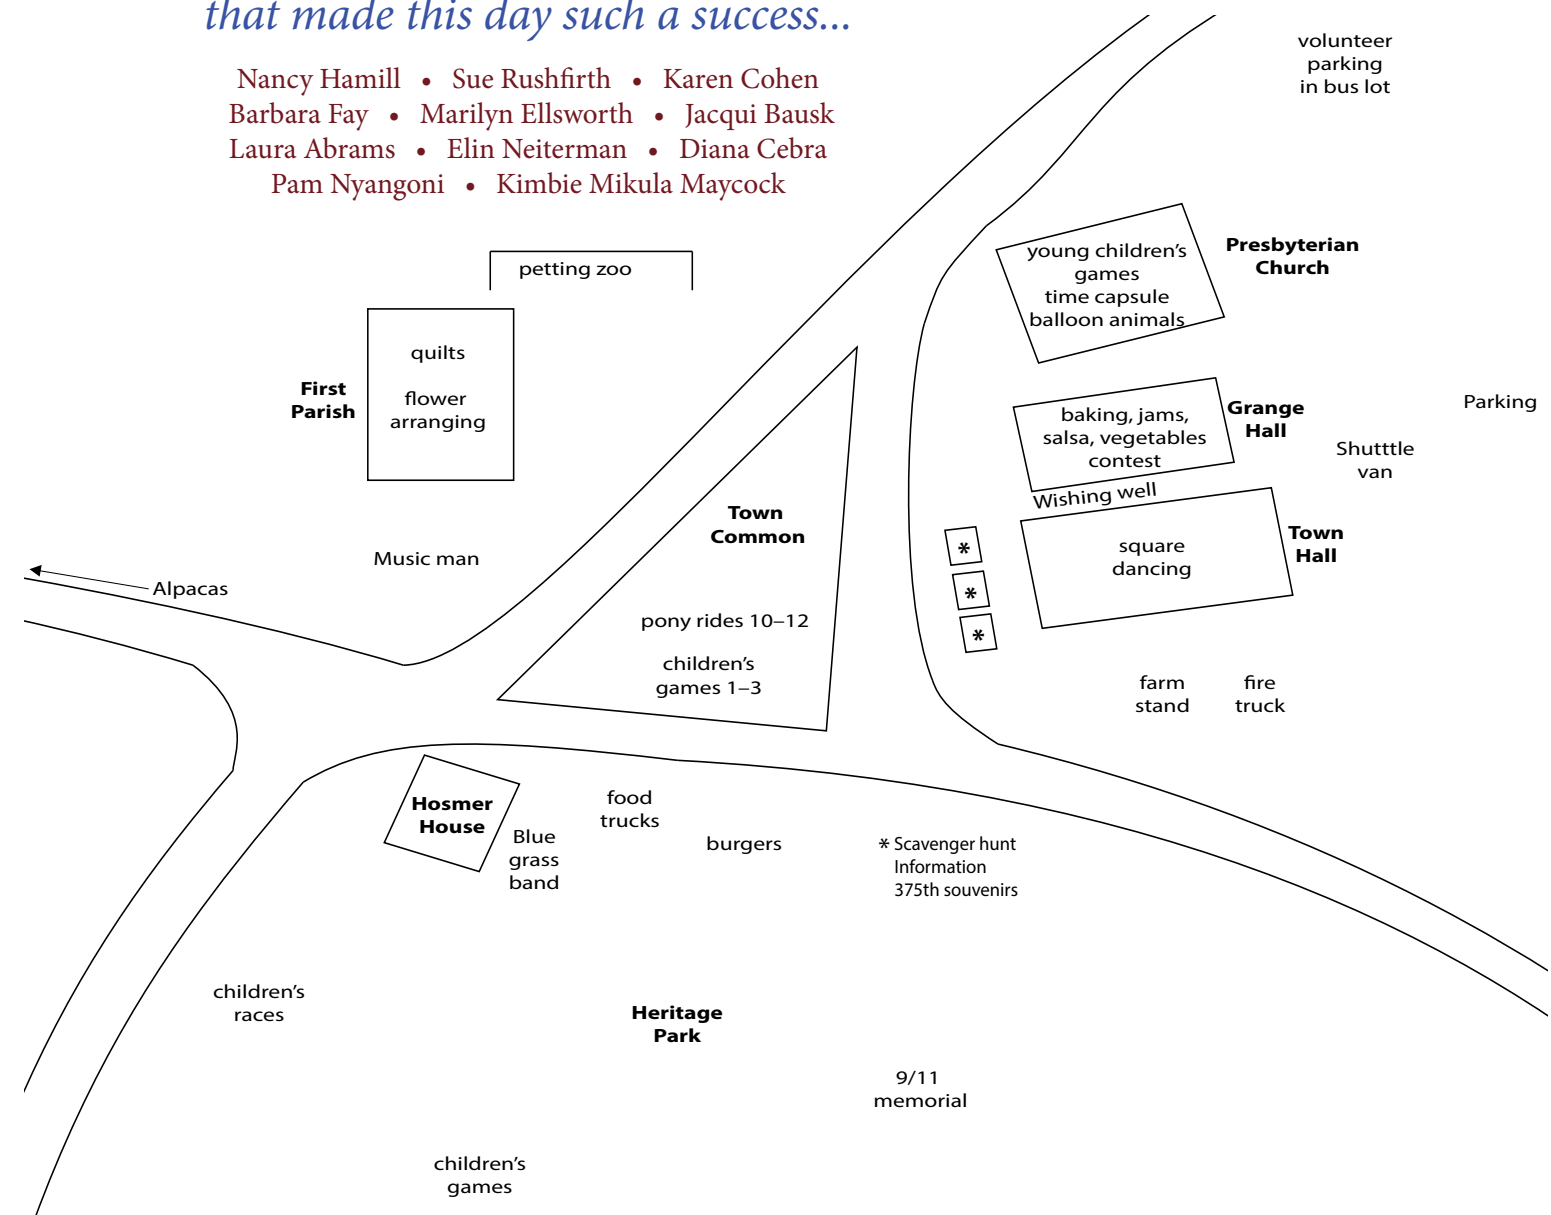 that made this day such a success...
Nancy Hamill • Sue Rushfirth • Karen Cohen
Barbara Fay • Marilyn Ellsworth • Jacqui Bausk
Laura Abrams • Elin Neiterman • Diana Cebra
Pam Nyangoni • Kimbie Mikula Maycock
volunteer
parking
in bus lot
petting zoo
young children's
games
time capsule
balloon animals
Presbyterian
Church
quilts
flower
arranging
First
Parish
baking, jams,
salsa, vegetables
contest
Grange
Hall
Parking
Shutttle
van
Wishing well
Town
Common
square
dancing
Town
Hall
*
*
*
Music man
Alpacas
pony rides 10–12
children's
games 1–3
farm
stand
fire
truck
Hosmer
House
Blue
grass
band
food
trucks
burgers
* Scavenger hunt
Information
375th souvenirs
children's
races
Heritage
Park
9/11
memorial
children's
games